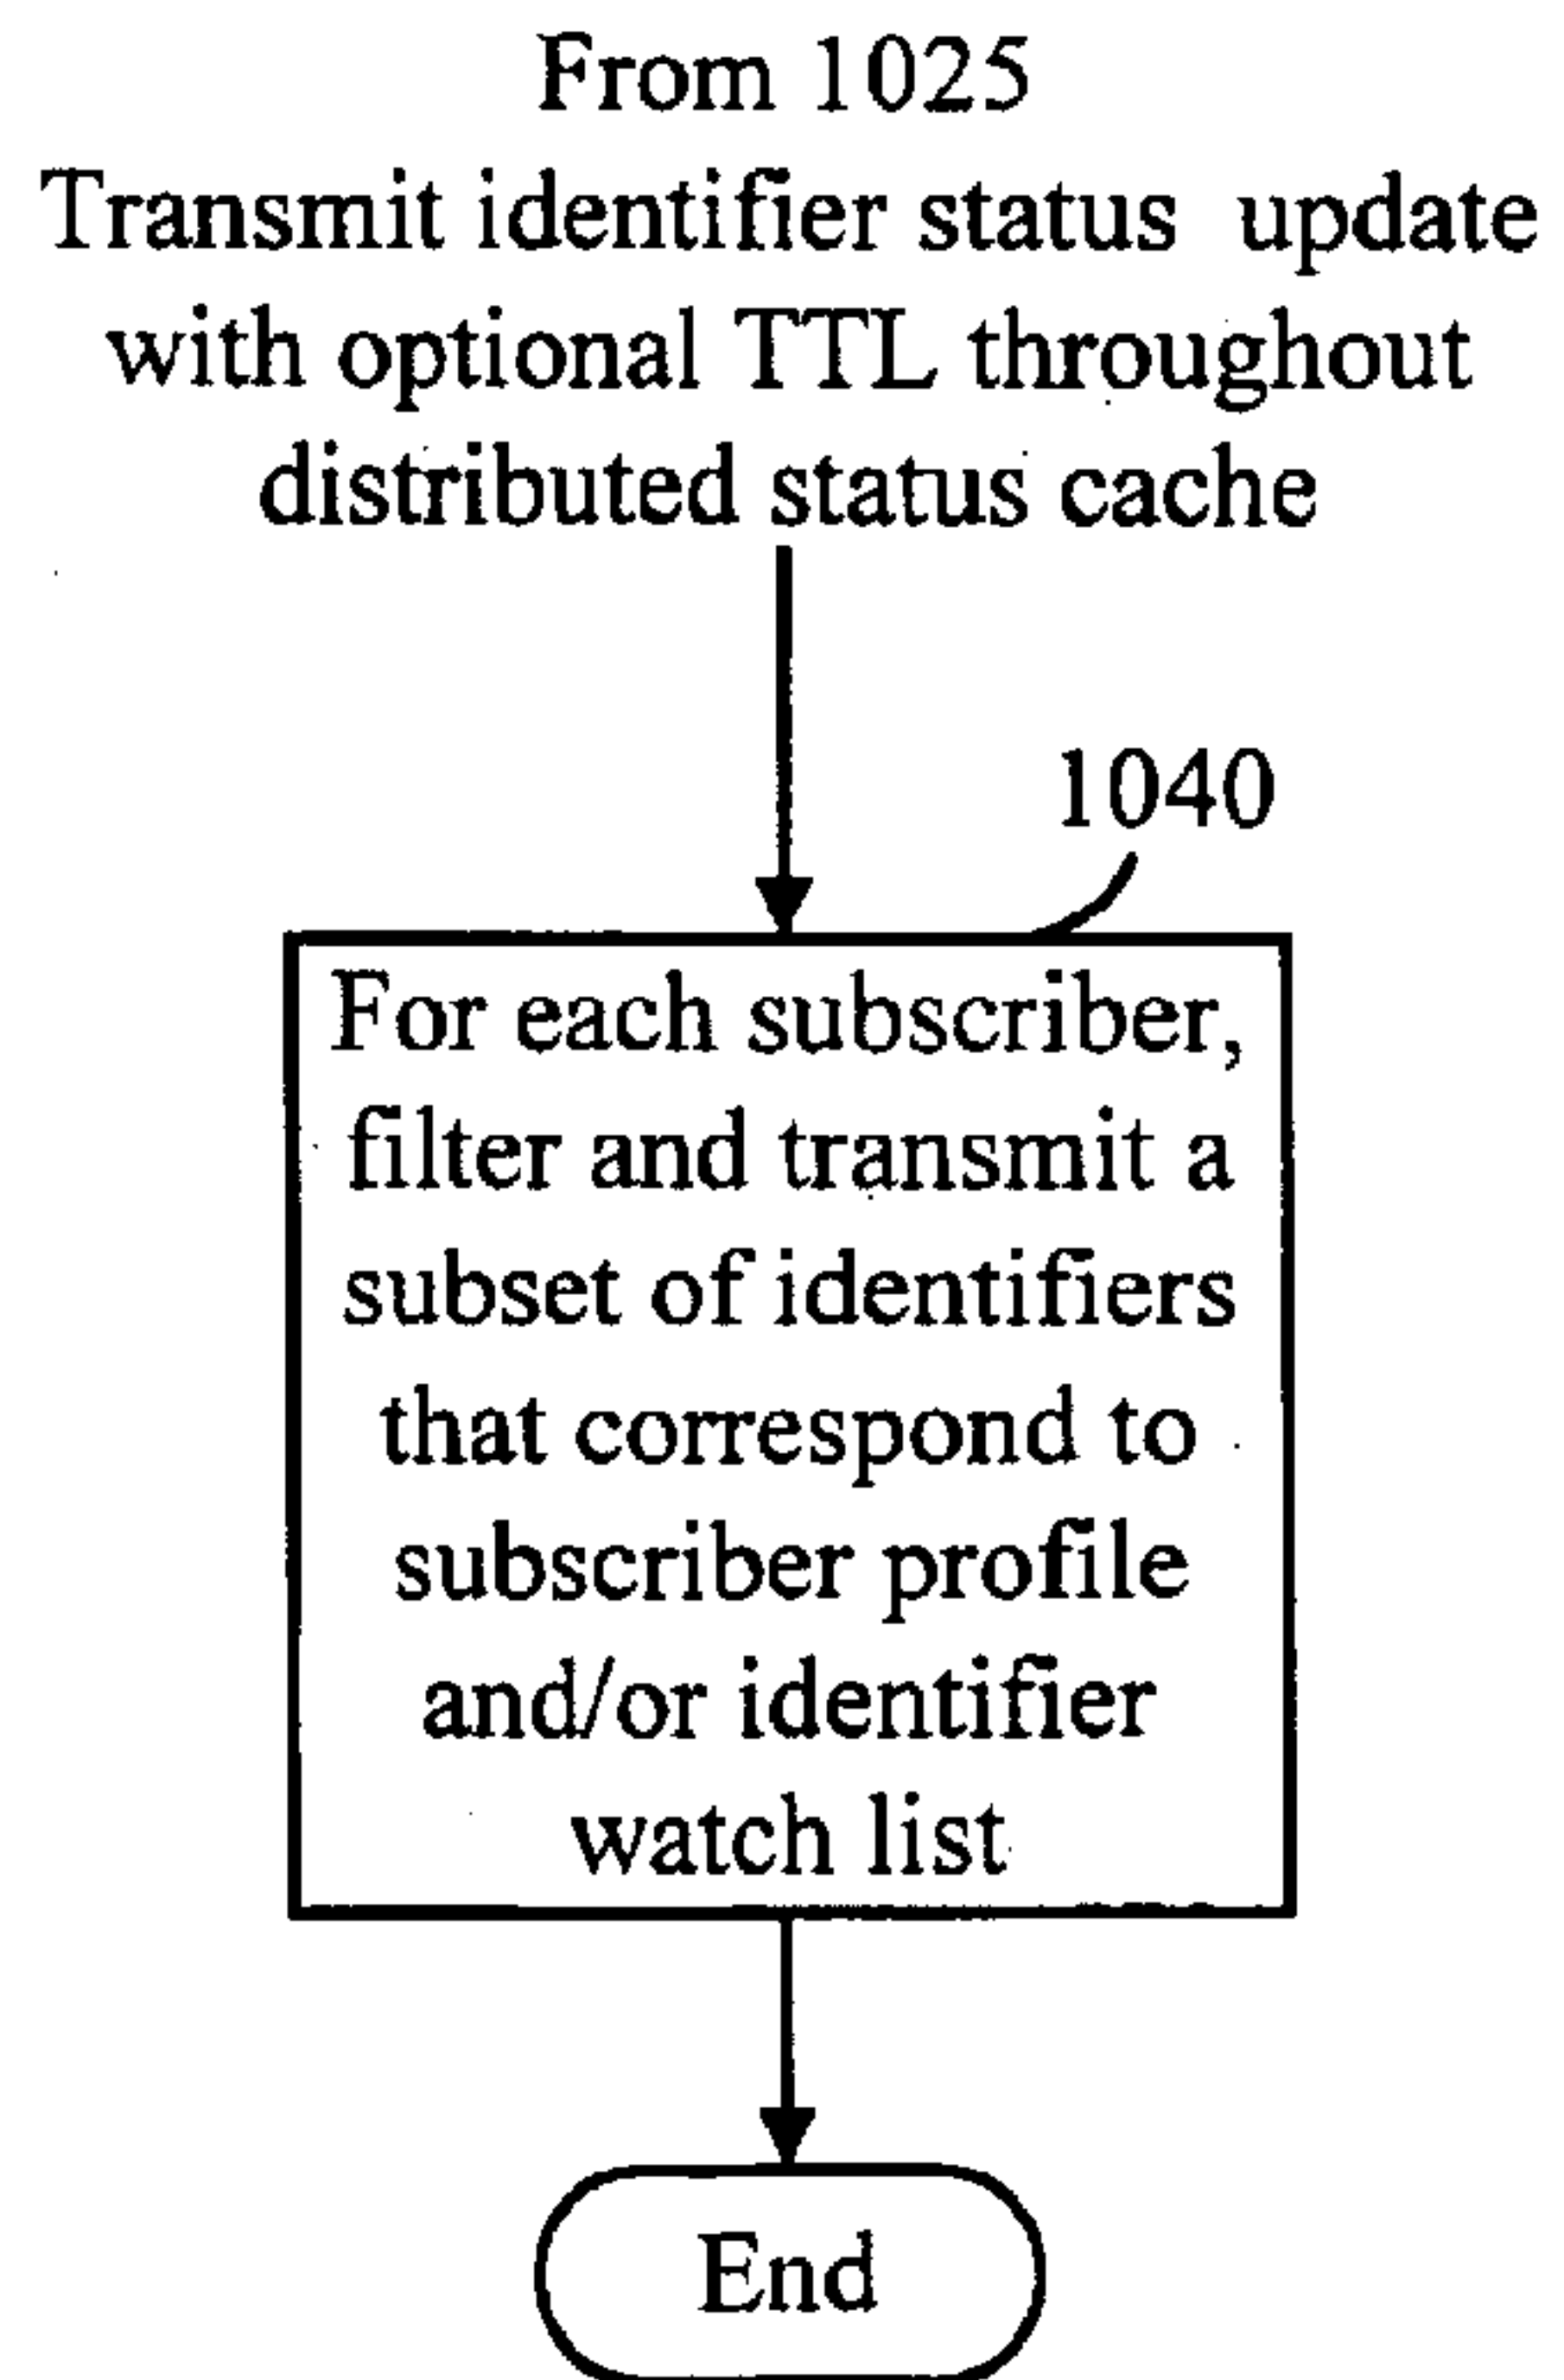 From 1025
Transmit identifier status update
with optional TTL throughout
distributed status cache
1040
For each subscriber,
filter and transmit a
subset of identifiers
that correspond to
subscriber profile
and/or identifier
watch list
End